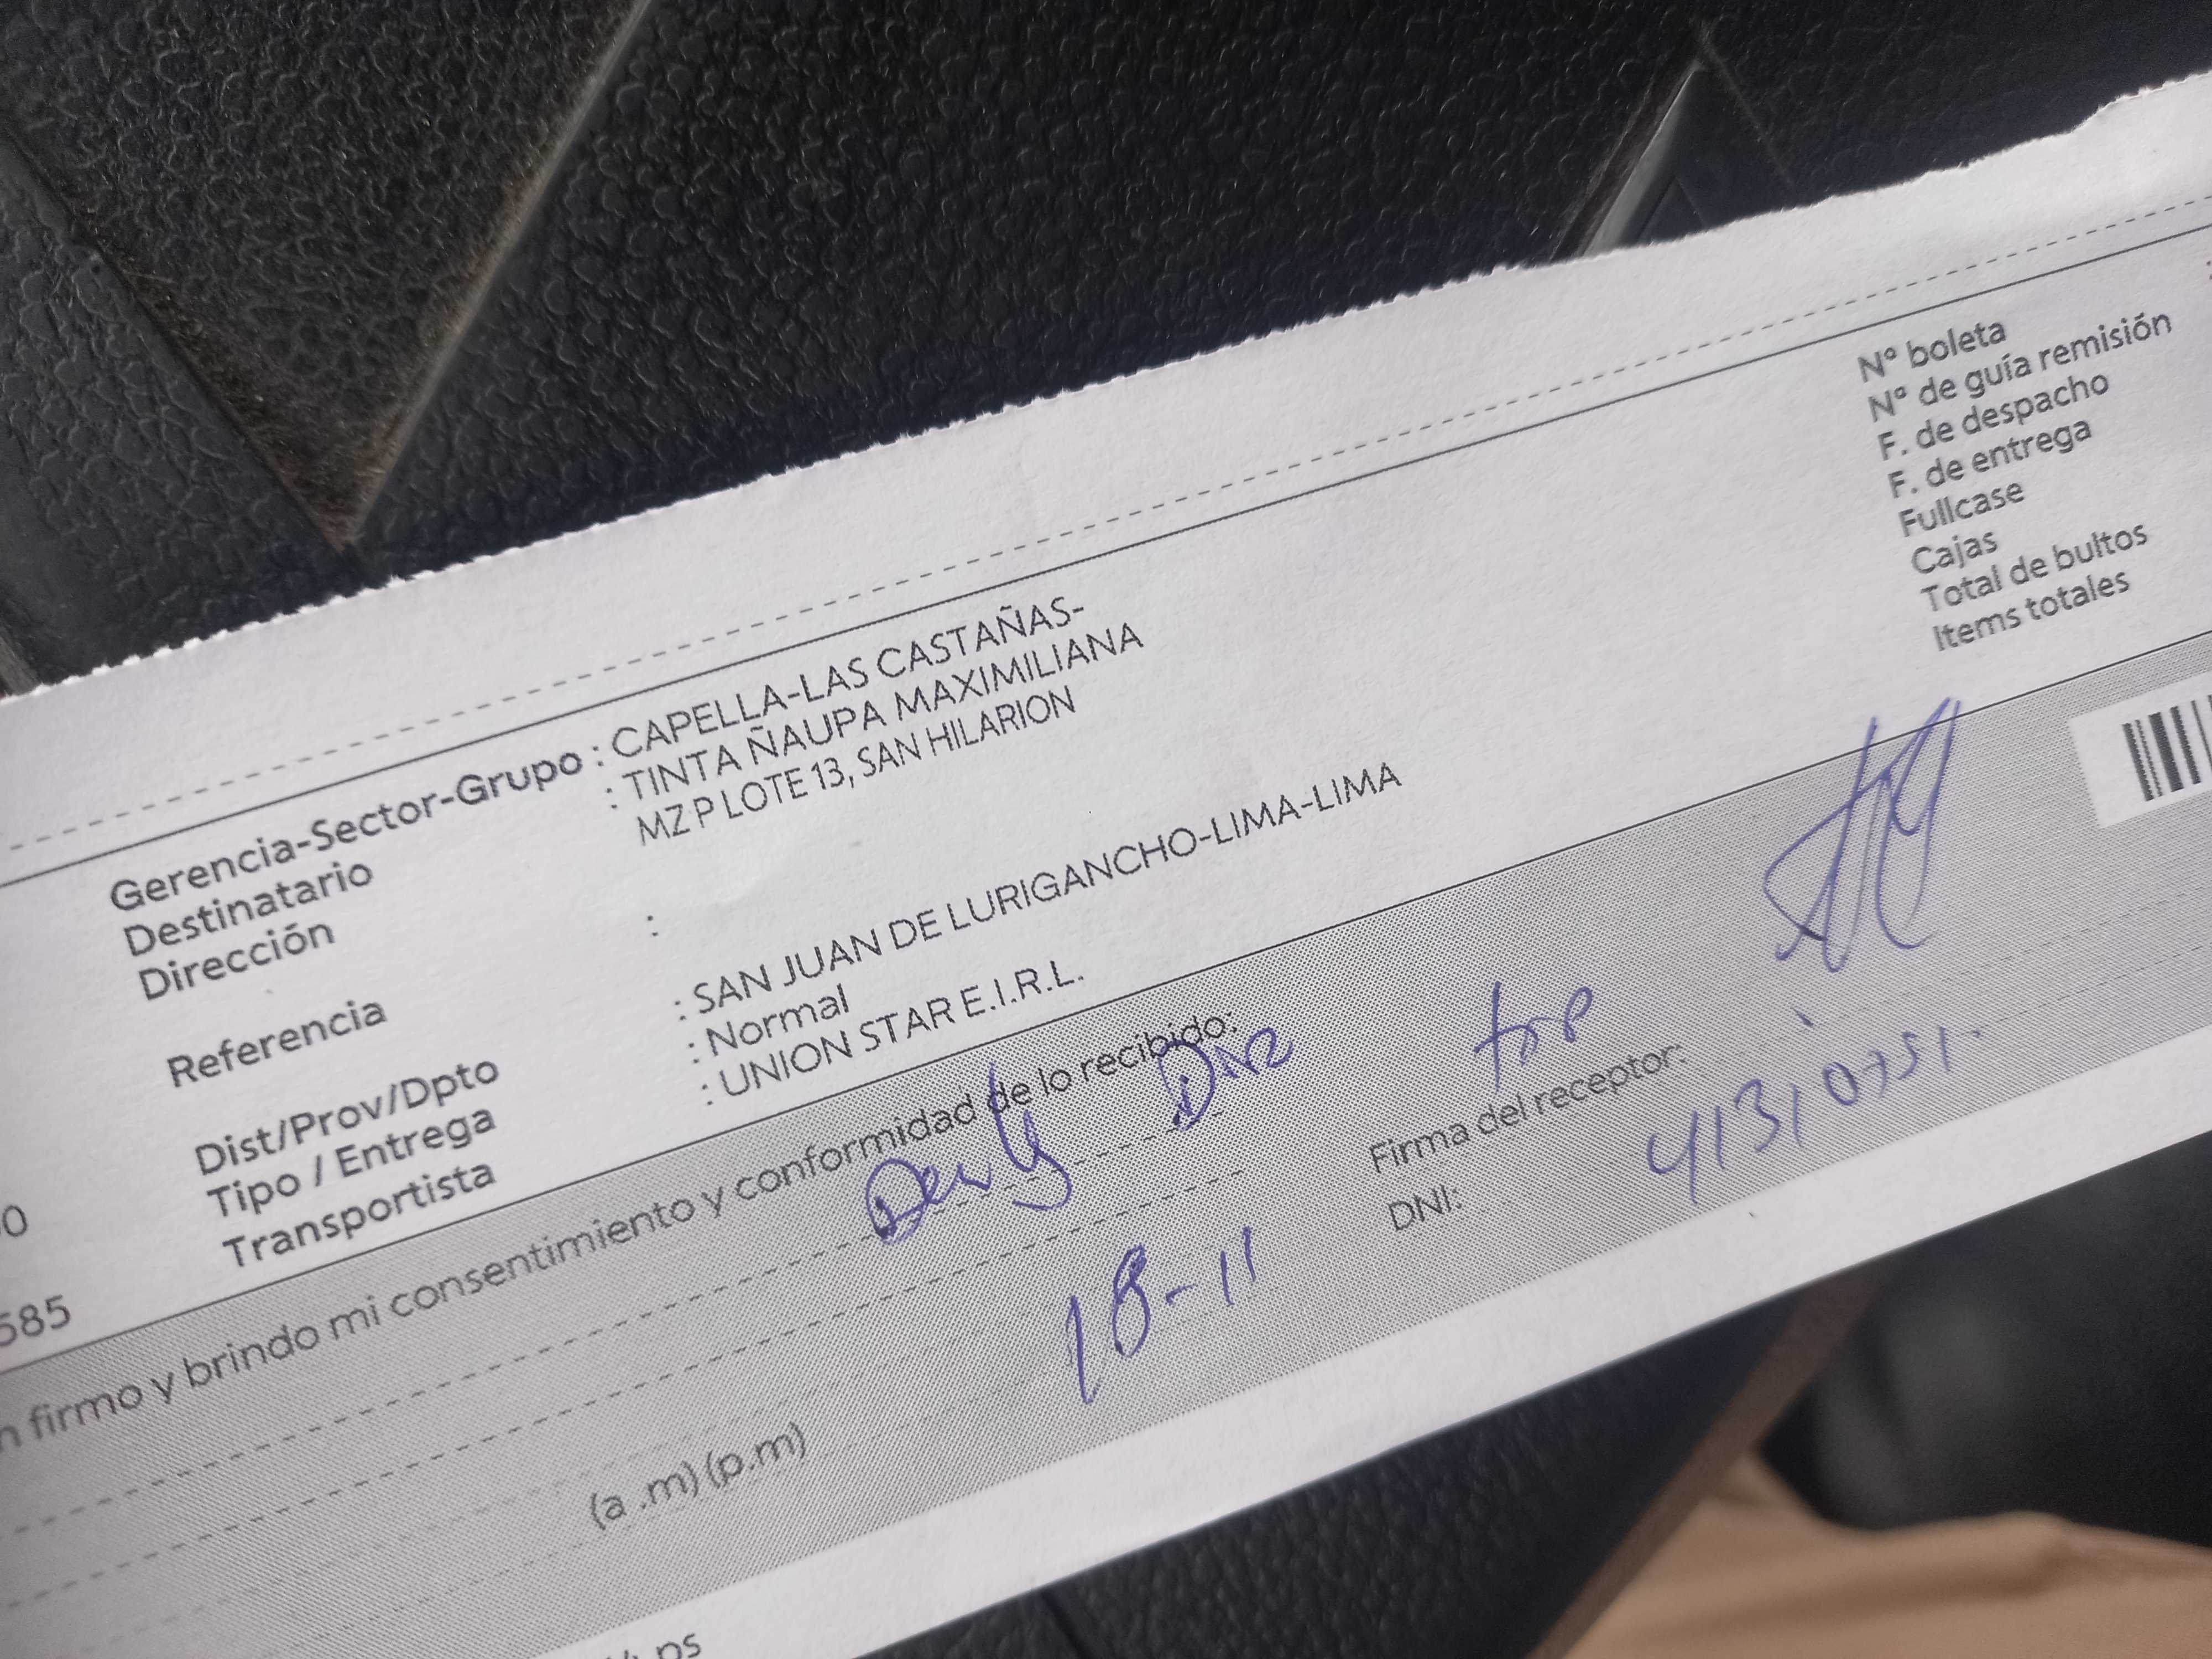 Gerencia-Sector-Grupo : CAPELLA-LAS CASTAÑAS-
Destinatario : TINTA ÑAUPA MAXIMILIANA
Dirección MZ P LOTE 13, SAN HILARION
Referencia :
Dist/Prov/Dpto : SAN JUAN DE LURIGANCHO-LIMA-LIMA
Tipo / Entrega : Normal
Transportista : UNION STAR E.I.R.L.
N° boleta
N° de guía remisión
F. de despacho
F. de entrega
Fullcase
Cajas
Total de bultos
Items totales
0
585
n firmo y brindo mi consentimiento y conformidad de lo recibido:
18-11
(a .m) (p.m)
Firma del receptor:
DNI:
ps